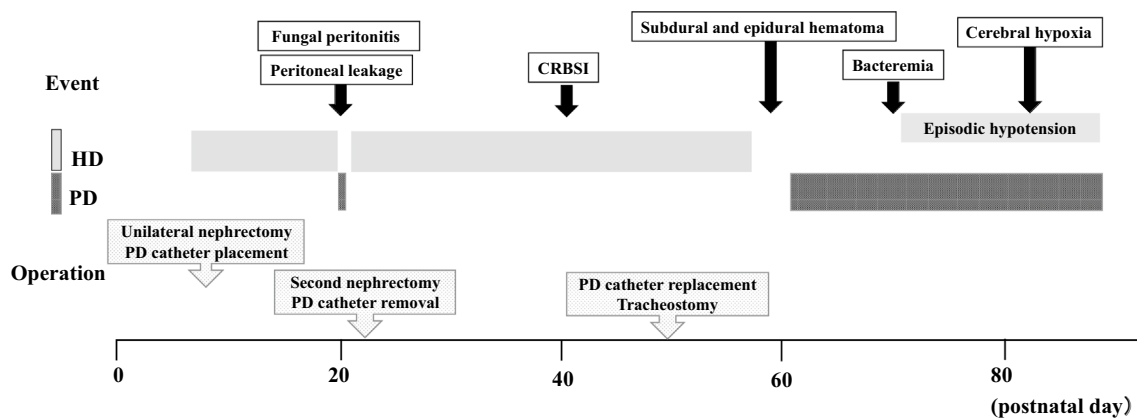 Subdural and epidural hematoma
Cerebral hypoxia
Fungal peritonitis
Peritoneal leakage
CRBSI
Bacteremia
Event
Episodic hypotension
HD
PD
Unilateral nephrectomy
PD catheter placement
Operation
Second nephrectomy
PD catheter removal
PD catheter replacement
Tracheostomy
0 20 40 60 80
(postnatal day)